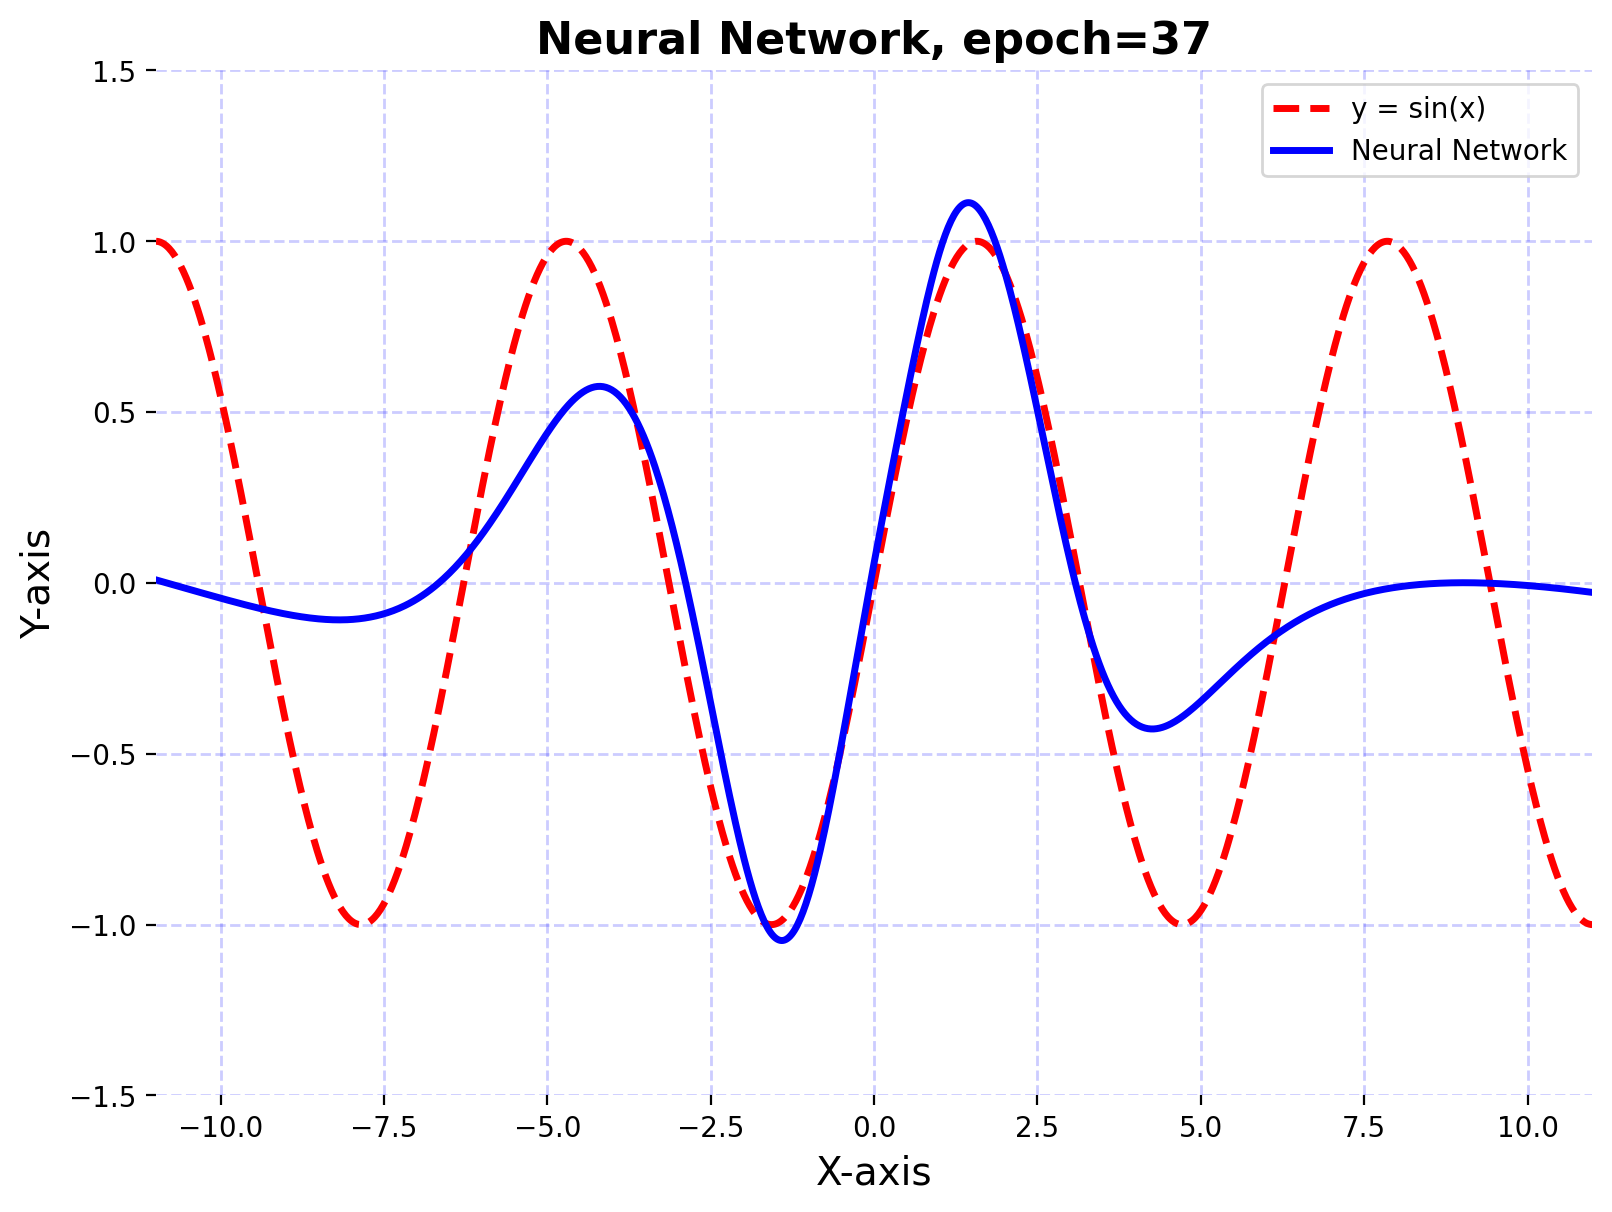 Neural Network, epoch=37
y = sin(x)
Neural Network
1.5
1.0
0.5
0.0
−0.5
−1.0
−1.5
Y-axis
−10.0 −7.5 −5.0 −2.5 0.0 2.5 5.0 7.5 10.0
X-axis